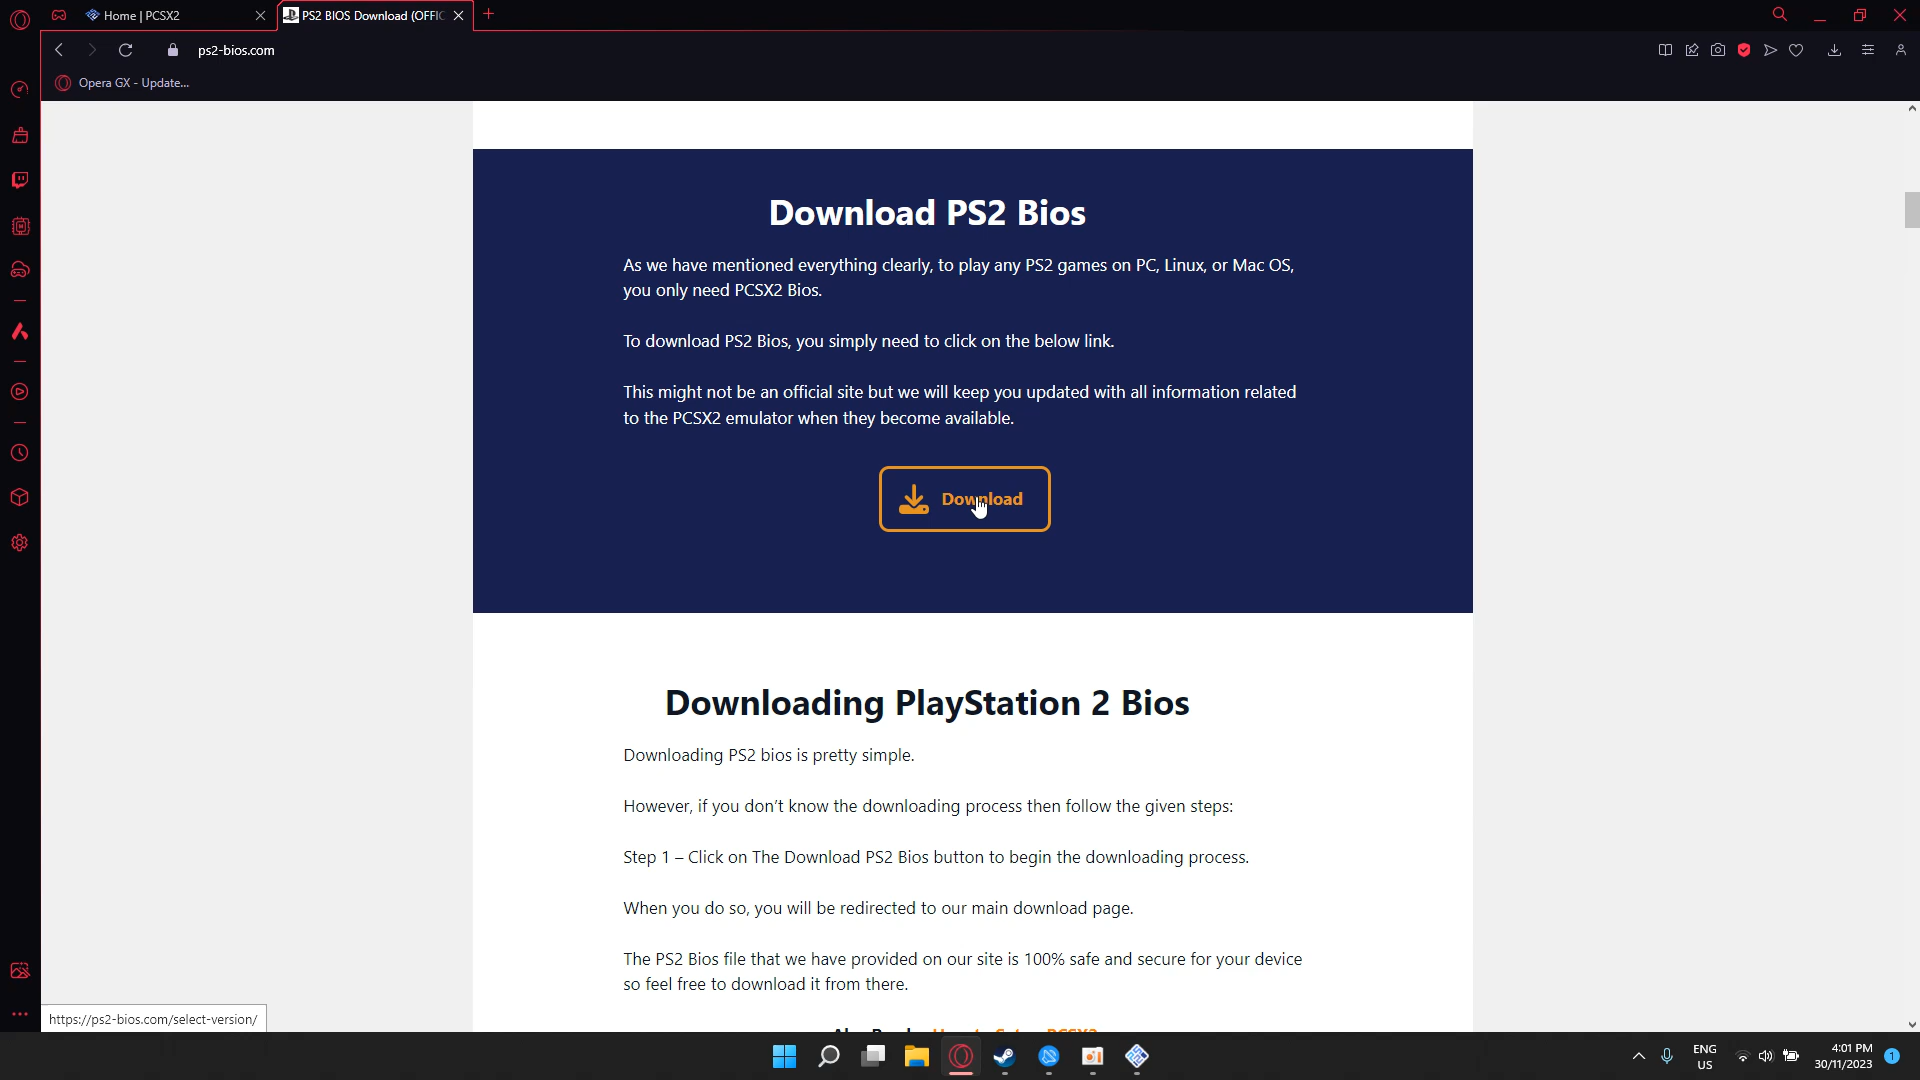 Home | PCSX2
PS2 BIOS Download (OFFIC
ps2-bios.com
Opera GX - Update...
Download PS2 Bios
As we have mentioned everything clearly, to play any PS2 games on PC, Linux, or Mac OS,
you only need PCSX2 Bios.
To download PS2 Bios, you simply need to click on the below link.
This might not be an official site but we will keep you updated with all information related
to the PCSX2 emulator when they become available.
Download
Downloading PlayStation 2 Bios
Downloading PS2 bios is pretty simple.
However, if you don’t know the downloading process then follow the given steps:
Step 1 – Click on The Download PS2 Bios button to begin the downloading process.
When you do so, you will be redirected to our main download page.
The PS2 Bios file that we have provided on our site is 100% safe and secure for your device
so feel free to download it from there.
https://ps2-bios.com/select-version/
ENG
US
4:01 PM
30/11/2023
1